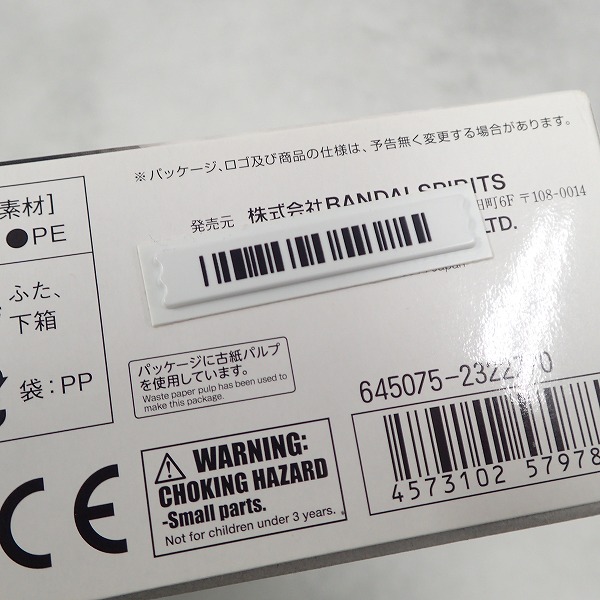 ※パッケージ、ロゴ及び商品の仕様は、予告無く変更する場合があります。
発売元 株式会社BANDAI SPIRITS
町6F 〒108-0014
LTD.
Japan
素材]
●PE
ふた、
下箱
袋:PP
パッケージに古紙パルプ
を使用しています。
Waste paper pulp has been used to
make this package.
645075-2322
4573102 57978
CE
WARNING:
CHOKING HAZARD
-Small parts.
Not for children under 3 years.